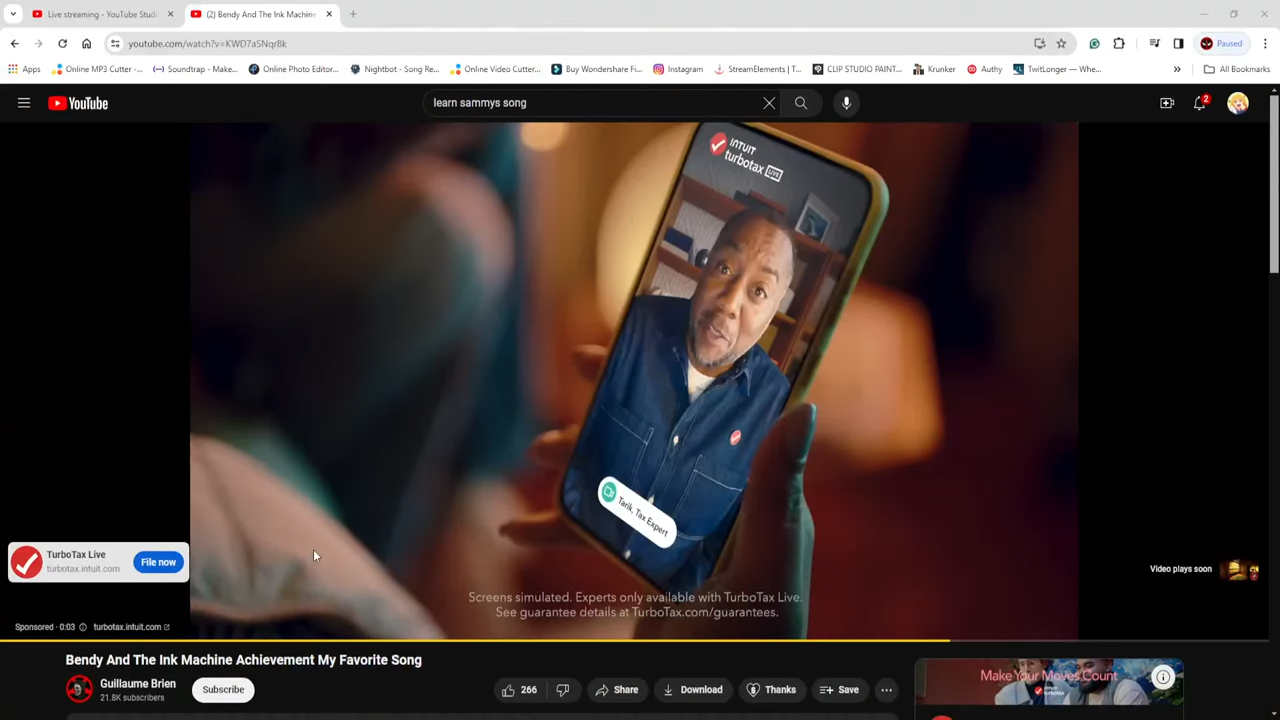 Live streaming - YouTube Studi
(2) Bendy And The Ink Machine
youtube.com/watch?v=KWD7aSNqr8k
Paused
Apps
Online MP3 Cutter -...
Soundtrap - Make...
Online Photo Editor...
Nightbot - Song Re...
Online Video Cutter...
Buy Wondershare Fi...
Instagram
StreamElements | T...
CLIP STUDIO PAINT...
Krunker
Authy
TwitLonger — Whe...
All Bookmarks
YouTube
learn sammys song
2
INTUIT
turbotax LIVE
Tarik, Tax Expert
TurboTax Live
turbotax.intuit.com
File now
Video plays soon
Screens simulated. Experts only available with TurboTax Live.
See guarantee details at TurboTax.com/guarantees.
Sponsored · 0:03
turbotax.intuit.com
Bendy And The Ink Machine Achievement My Favorite Song
Guillaume Brien
21.8K subscribers
Subscribe
266
Share
Download
Thanks
Save
Make Your Moves Count